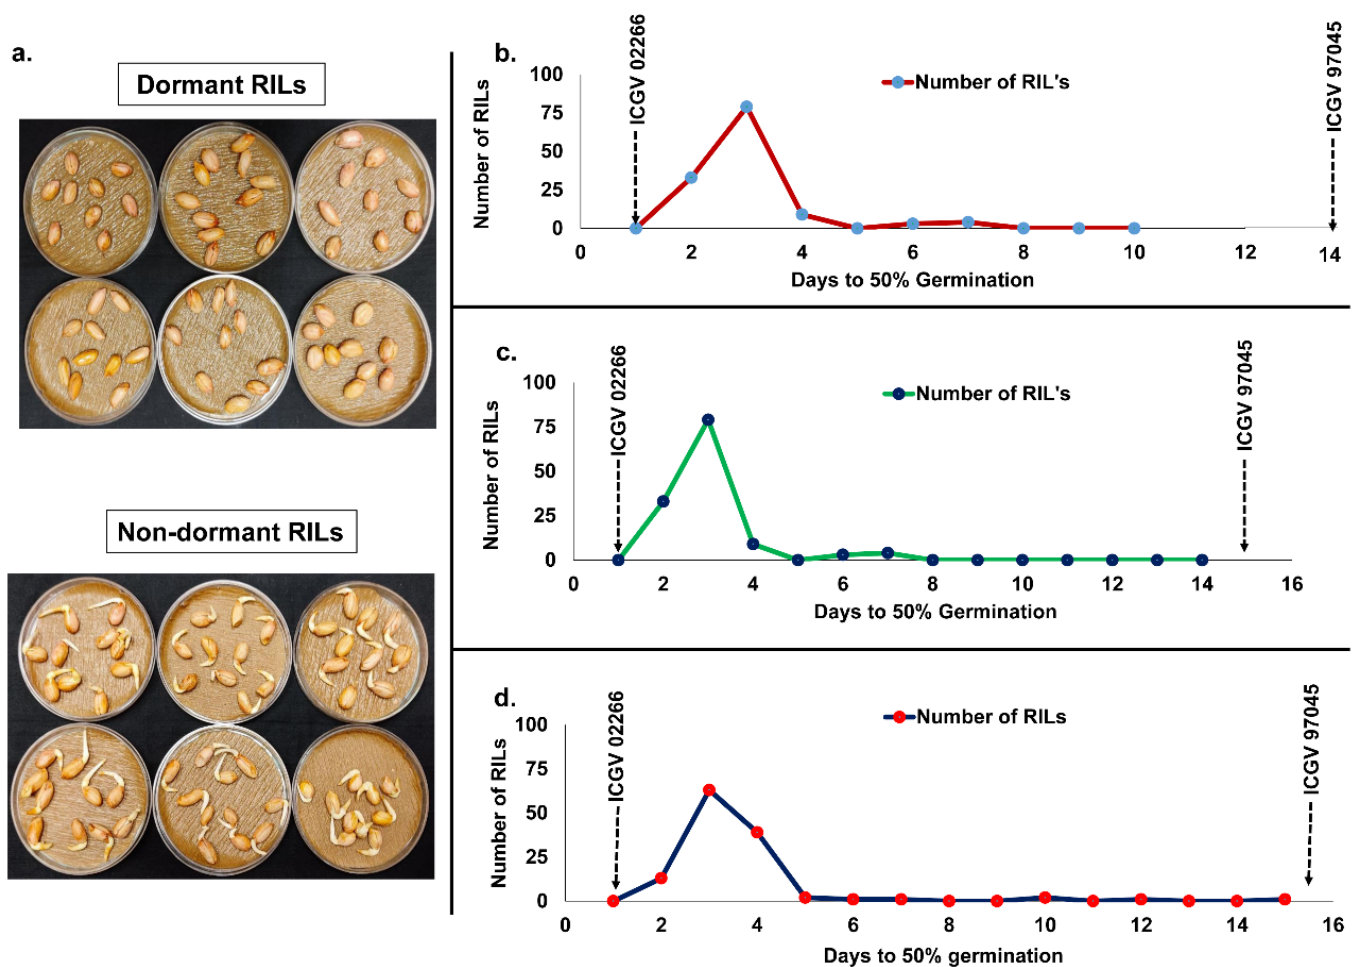 a.
Dormant RILs
Non-dormant RILs
b.
ICGV 02266
ICGV 97045
Number of RIL's
Number of RILs
100
75
50
25
0
0 2 4 6 8 10 12 14
Days to 50% Germination
c.
ICGV 02266
ICGV 97045
Number of RIL's
Number of RILs
100
75
50
25
0
0 2 4 6 8 10 12 14 16
Days to 50% Germination
d.
ICGV 02266
ICGV 97045
Number of RILs
Number of RILs
100
75
50
25
0
0 2 4 6 8 10 12 14 16
Days to 50% germination